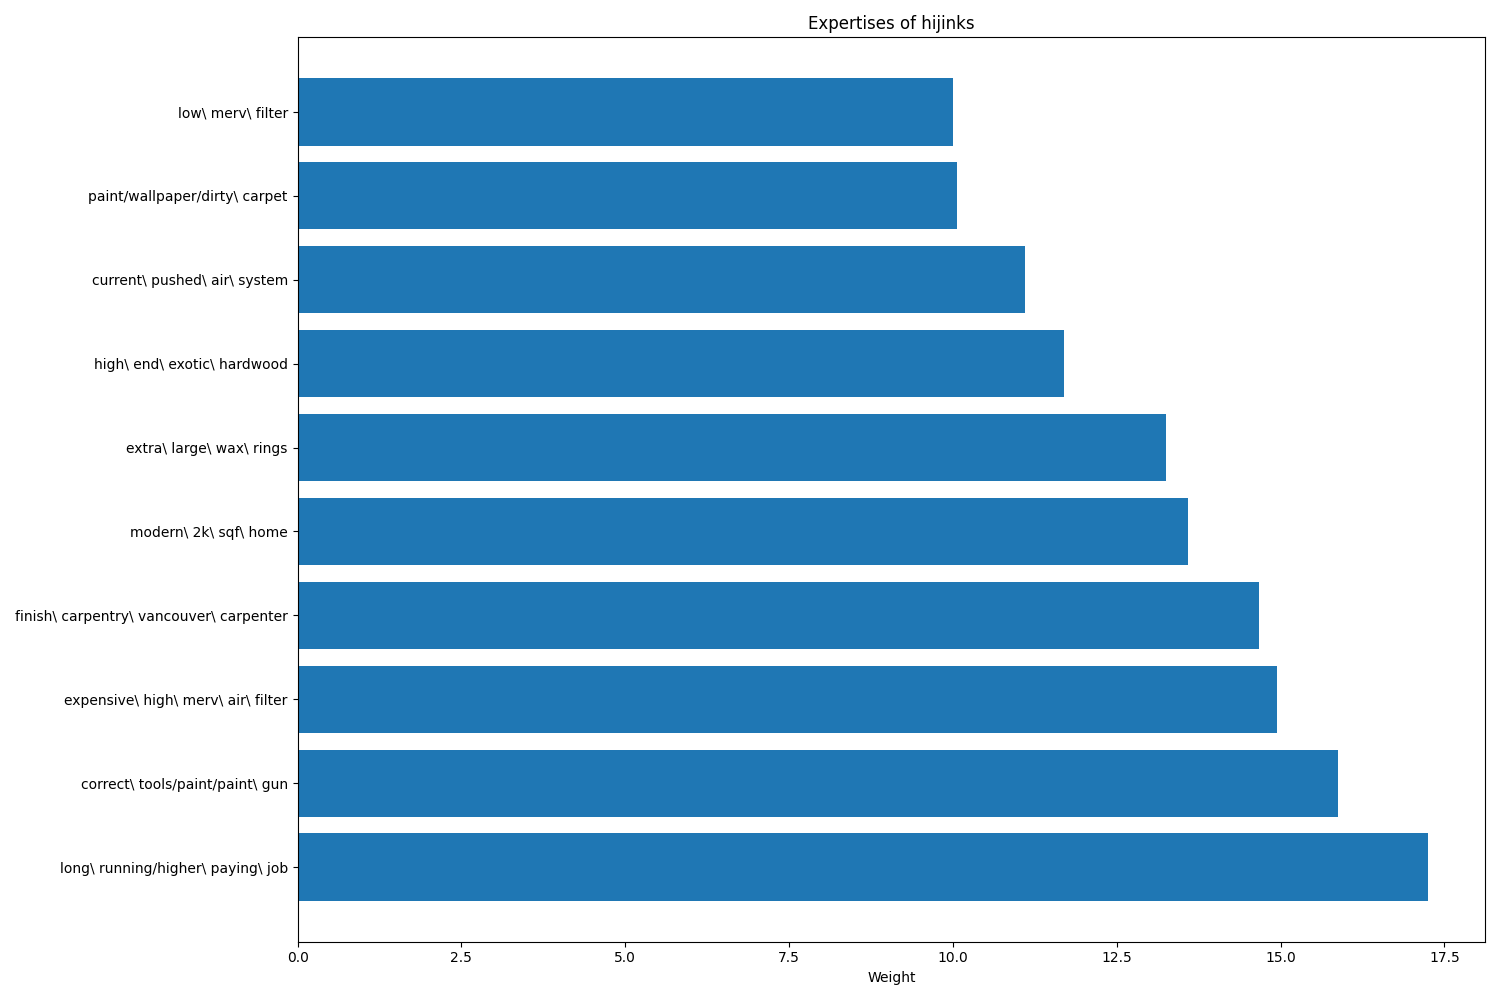 Expertises of hijinks
low\ merv\ filter
paint/wallpaper/dirty\ carpet
current\ pushed\ air\ system
high\ end\ exotic\ hardwood
extra\ large\ wax\ rings
modern\ 2k\ sqf\ home
finish\ carpentry\ vancouver\ carpenter
expensive\ high\ merv\ air\ filter
correct\ tools/paint/paint\ gun
long\ running/higher\ paying\ job
0.0 2.5 5.0 7.5 10.0 12.5 15.0 17.5
Weight